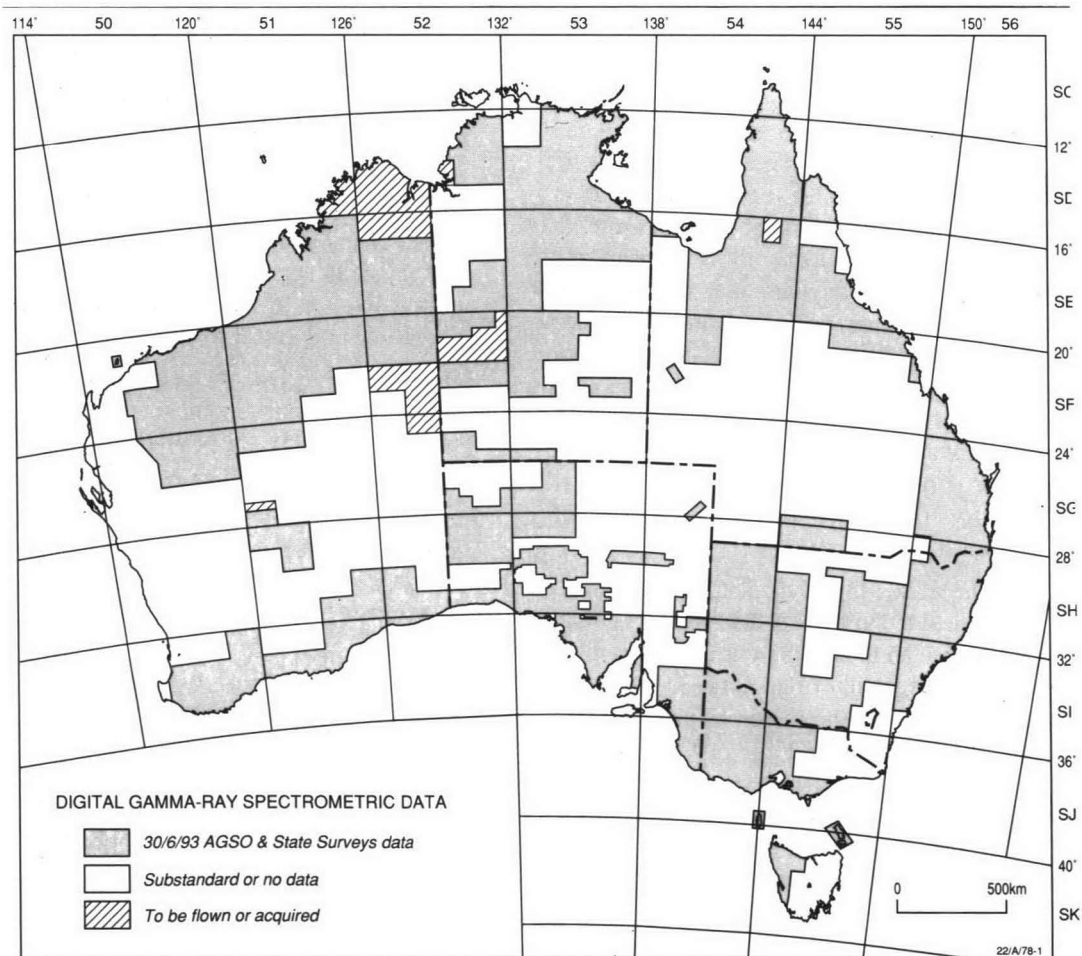 114° 50 120° 51 126° 52 132° 53 138° 54 144° 55 150° 56
SC
12°
SD
16°
SE
20°
SF
24°
SG
28°
SH
32°
SI
36°
SJ
40°
SK
DIGITAL GAMMA-RAY SPECTROMETRIC DATA
30/6/93 AGSO & State Surveys data
Substandard or no data
To be flown or acquired
0 500km
22/A/78-1